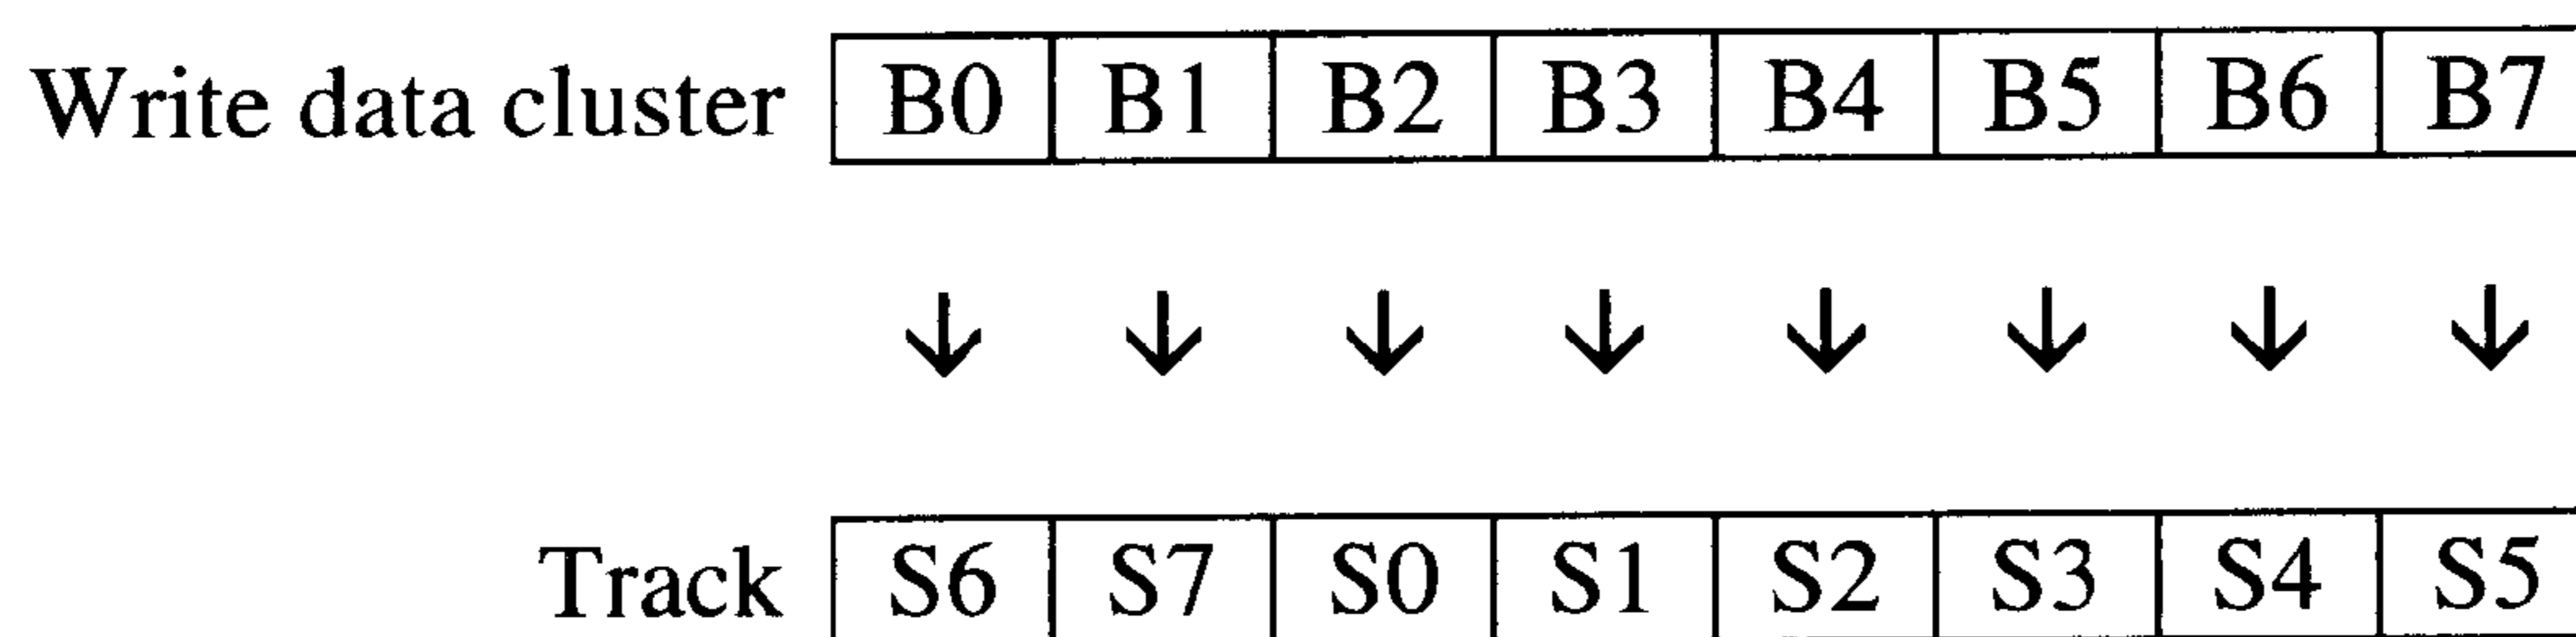 Write data cluster B0 B1 B2 B3 B4 B5 B6 B7
↓ ↓ ↓ ↓ ↓ ↓ ↓ ↓
Track S6 S7 S0 S1 S2 S3 S4 S5